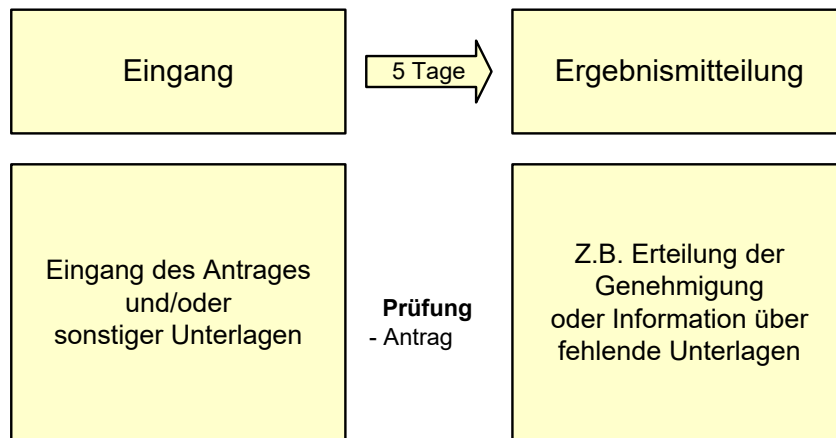 Eingang
5 Tage
Ergebnismitteilung
Eingang des Antrages
und/oder
sonstiger Unterlagen
Prüfung
- Antrag
Z.B. Erteilung der
Genehmigung
oder Information über
fehlende Unterlagen